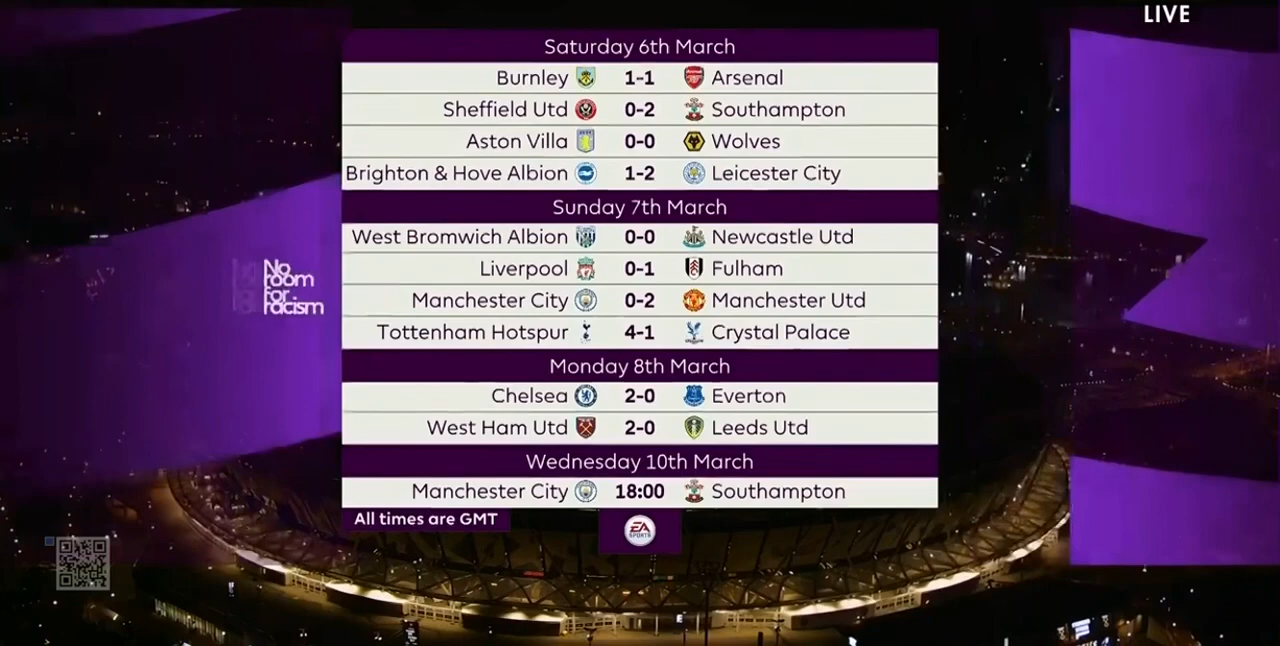 LIVE
Saturday 6th March
Burnley 1-1 Arsenal
Sheffield Utd 0-2 Southampton
Aston Villa 0-0 Wolves
Brighton & Hove Albion 1-2 Leicester City
Sunday 7th March
West Bromwich Albion 0-0 Newcastle Utd
Liverpool 0-1 Fulham
Manchester City 0-2 Manchester Utd
Tottenham Hotspur 4-1 Crystal Palace
Monday 8th March
Chelsea 2-0 Everton
West Ham Utd 2-0 Leeds Utd
Wednesday 10th March
Manchester City 18:00 Southampton
All times are GMT
EA
SPORTS
No
room
for
racism